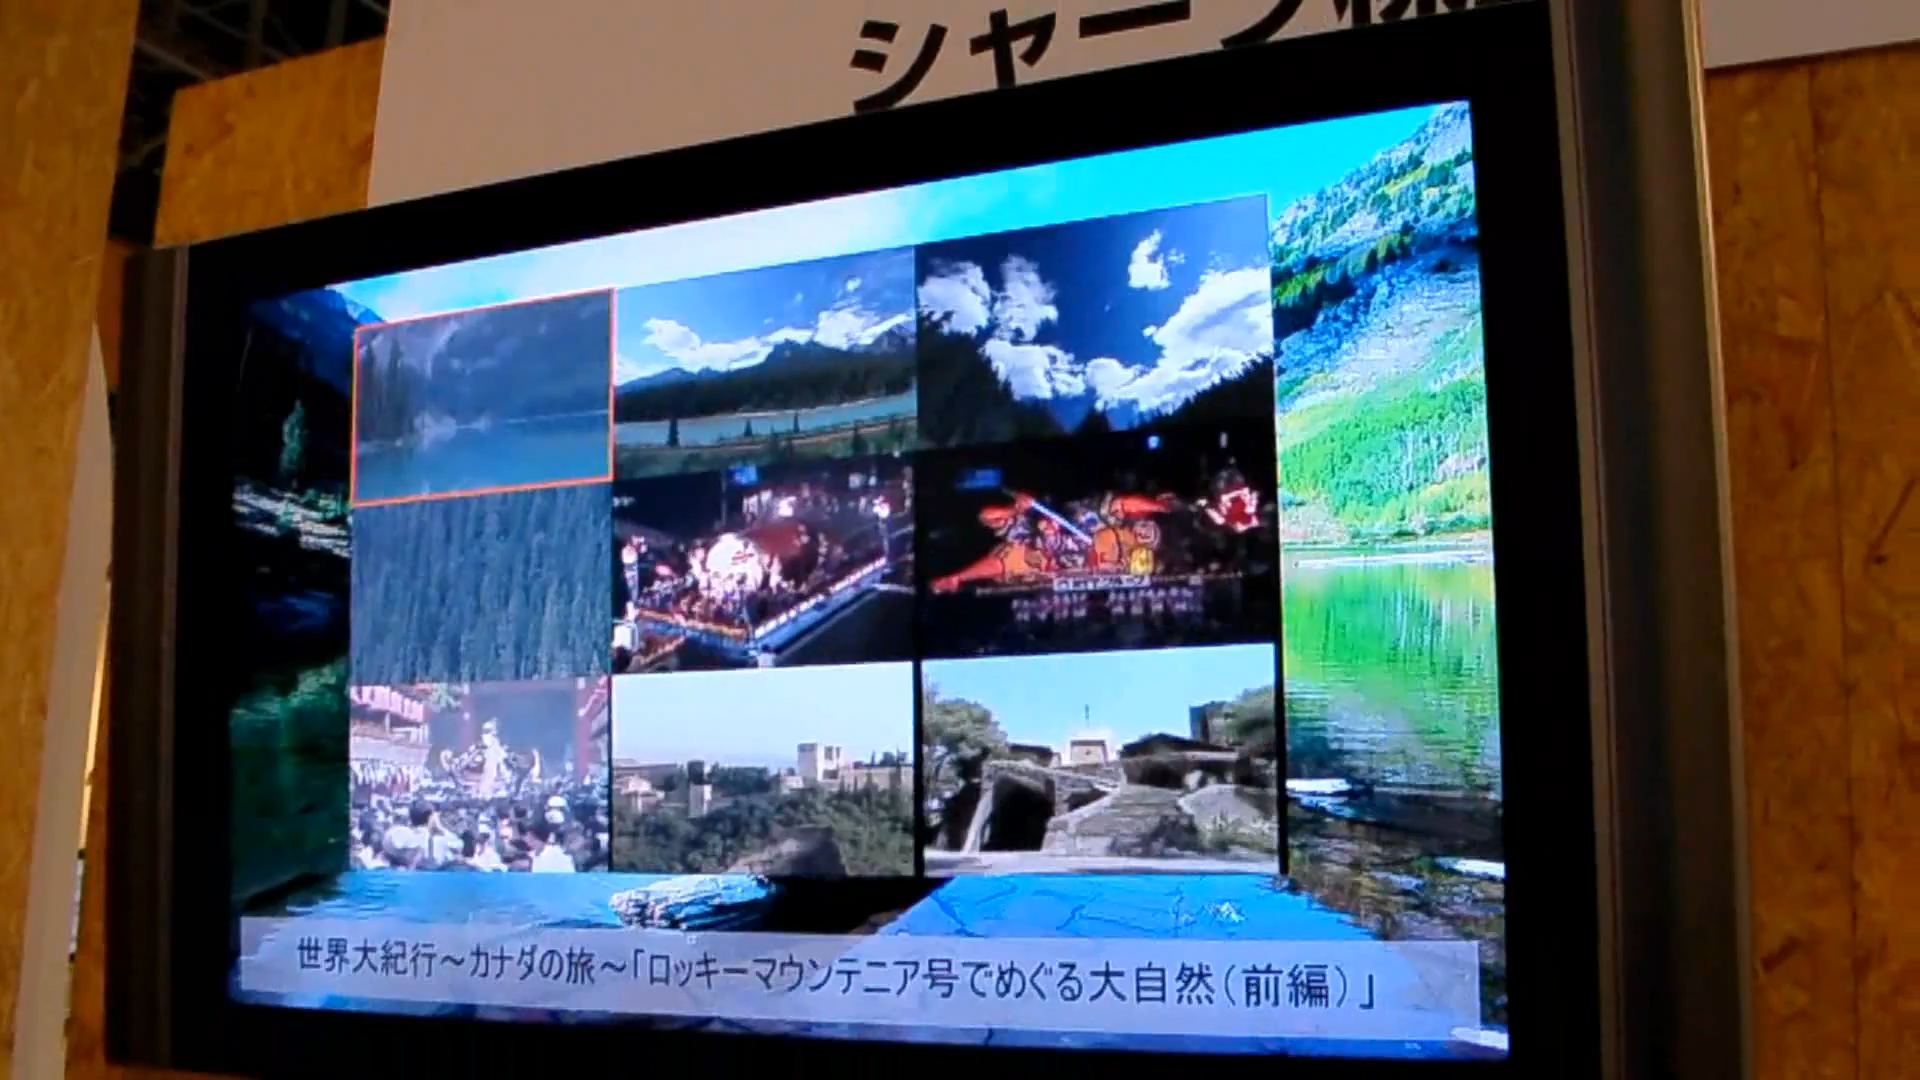 シャープ株
世界大紀行～カナダの旅～「ロッキーマウンテニア号でめぐる大自然(前編)」